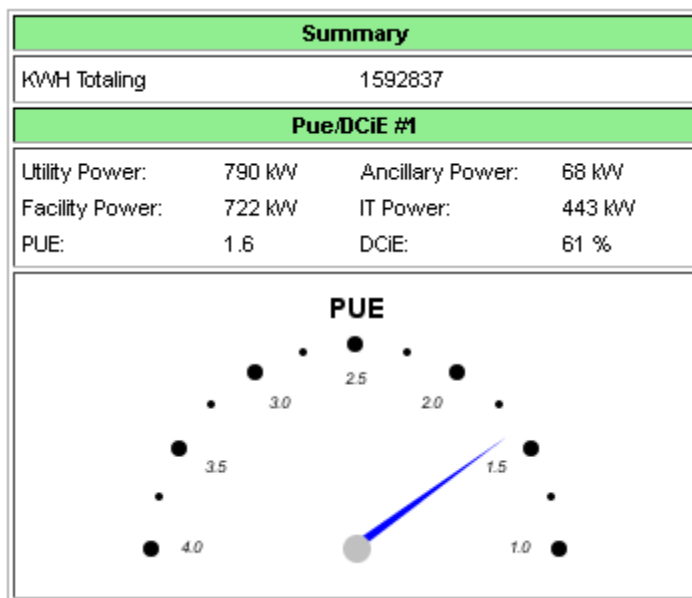 Summary
KWH Totaling 1592837
Pue/DCiE #1
Utility Power: 790 kW Ancillary Power: 68 kW
Facility Power: 722 kW IT Power: 443 kW
PUE: 1.6 DCiE: 61 %
PUE
2.5
3.0 2.0
3.5 1.5
4.0 1.0